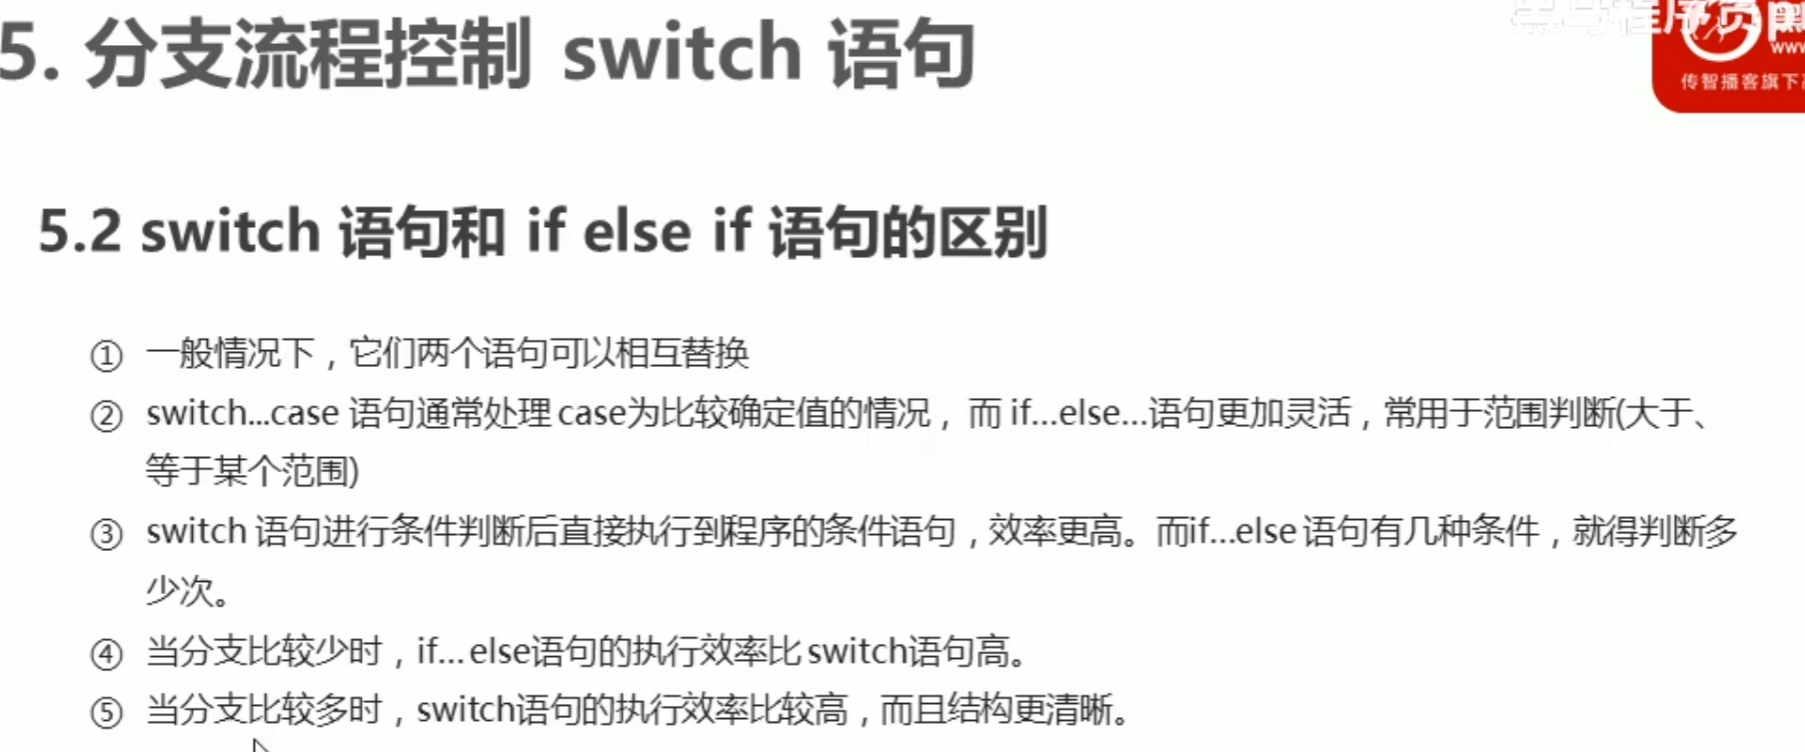 黑马程序员
5. 分支流程控制 switch 语句
www
传智播客旗下
5.2 switch 语句和 if else if 语句的区别
① 一般情况下，它们两个语句可以相互替换
② switch...case 语句通常处理 case为比较确定值的情况， 而 if...else...语句更加灵活，常用于范围判断(大于、
等于某个范围)
③ switch 语句进行条件判断后直接执行到程序的条件语句，效率更高。而if...else 语句有几种条件，就得判断多
少次。
④ 当分支比较少时，if... else语句的执行效率比 switch语句高。
⑤ 当分支比较多时，switch语句的执行效率比较高，而且结构更清晰。